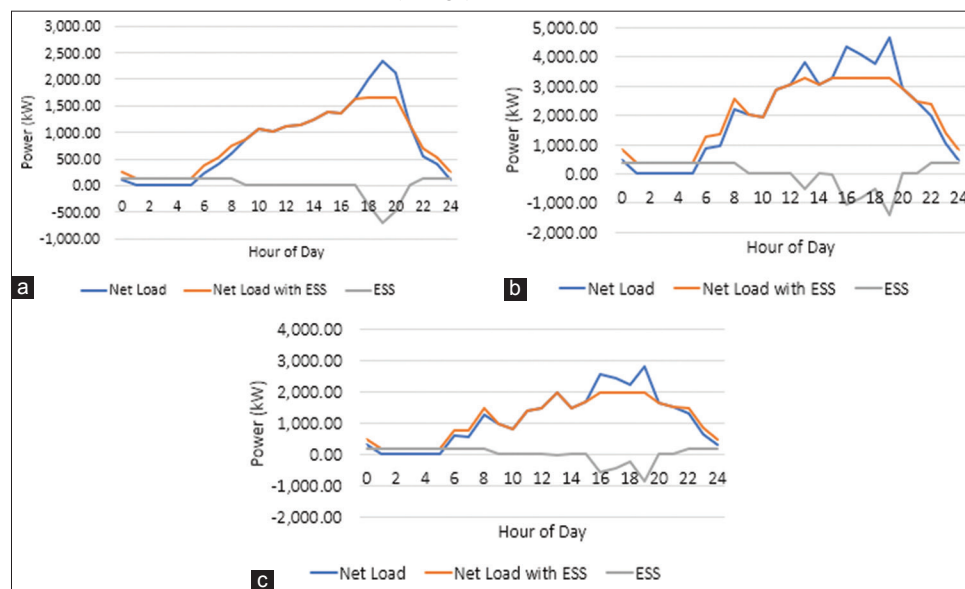 3,000.00
2,500.00
2,000.00
1,500.00
1,000.00
500.00
0.00
-500.00
-1,000.00
Power (kW)
0 2 4 6 8 10 12 14 16 18 20 22 24
Hour of Day
a
Net Load Net Load with ESS ESS
5,000.00
4,000.00
3,000.00
2,000.00
1,000.00
0.00
-1,000.00
-2,000.00
Power (kW)
0 2 4 6 8 10 12 14 16 18 20 22 24
Hour of Day
b
Net Load Net Load with ESS ESS
4,000.00
3,000.00
2,000.00
1,000.00
0.00
-1,000.00
-2,000.00
Power (kW)
0 2 4 6 8 10 12 14 16 18 20 22 24
Hour of Day
c
Net Load Net Load with ESS ESS